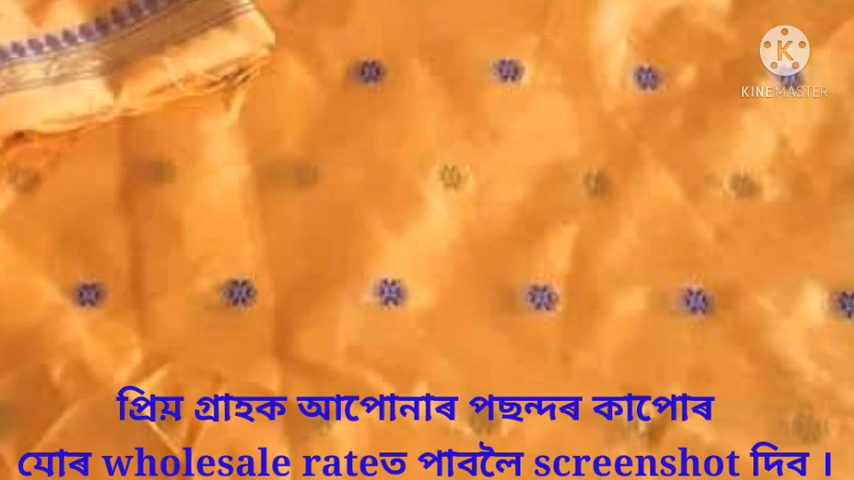 KINEMASTER
প্ৰিয় গ্ৰাহক আপোনাৰ পছন্দৰ কাপোৰ
যোৰ wholesale rateত পাবলৈ screenshot দিব ।